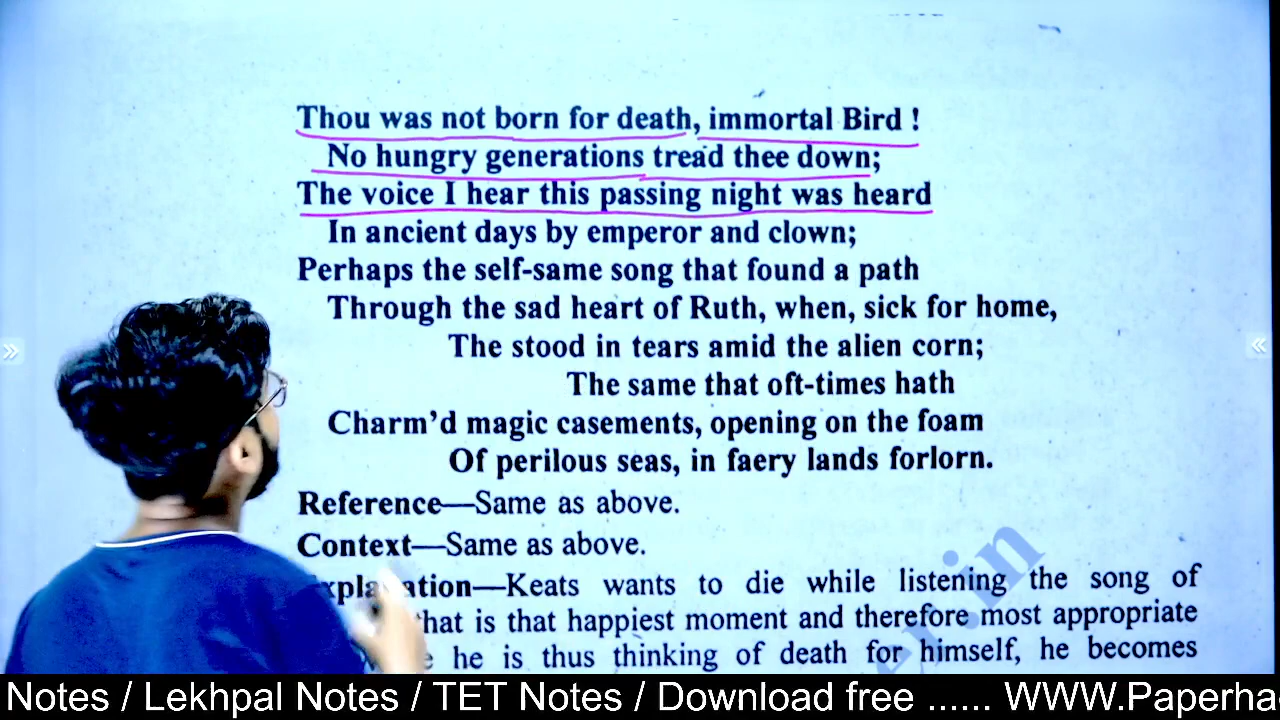 Thou was not born for death, immortal Bird !
No hungry generations tread thee down;
The voice I hear this passing night was heard
In ancient days by emperor and clown;
Perhaps the self-same song that found a path
Through the sad heart of Ruth, when, sick for home,
The stood in tears amid the alien corn;
The same that oft-times hath
Charm'd magic casements, opening on the foam
Of perilous seas, in faery lands forlorn.
Reference—Same as above.
Context—Same as above.
Keats wants to die while listening the song of
that is that happiest moment and therefore most appropriate
he is thus thinking of death for himself, he becomes
Notes / Lekhpal Notes / TET Notes / Download free ...... WWW.Paperha